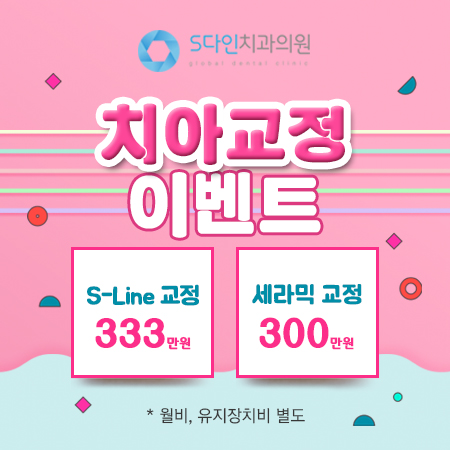 S다인치과의원
global dental clinic
치아교정
이벤트
S-Line 교정
333만원
세라믹 교정
300만원
* 월비, 유지장치비 별도